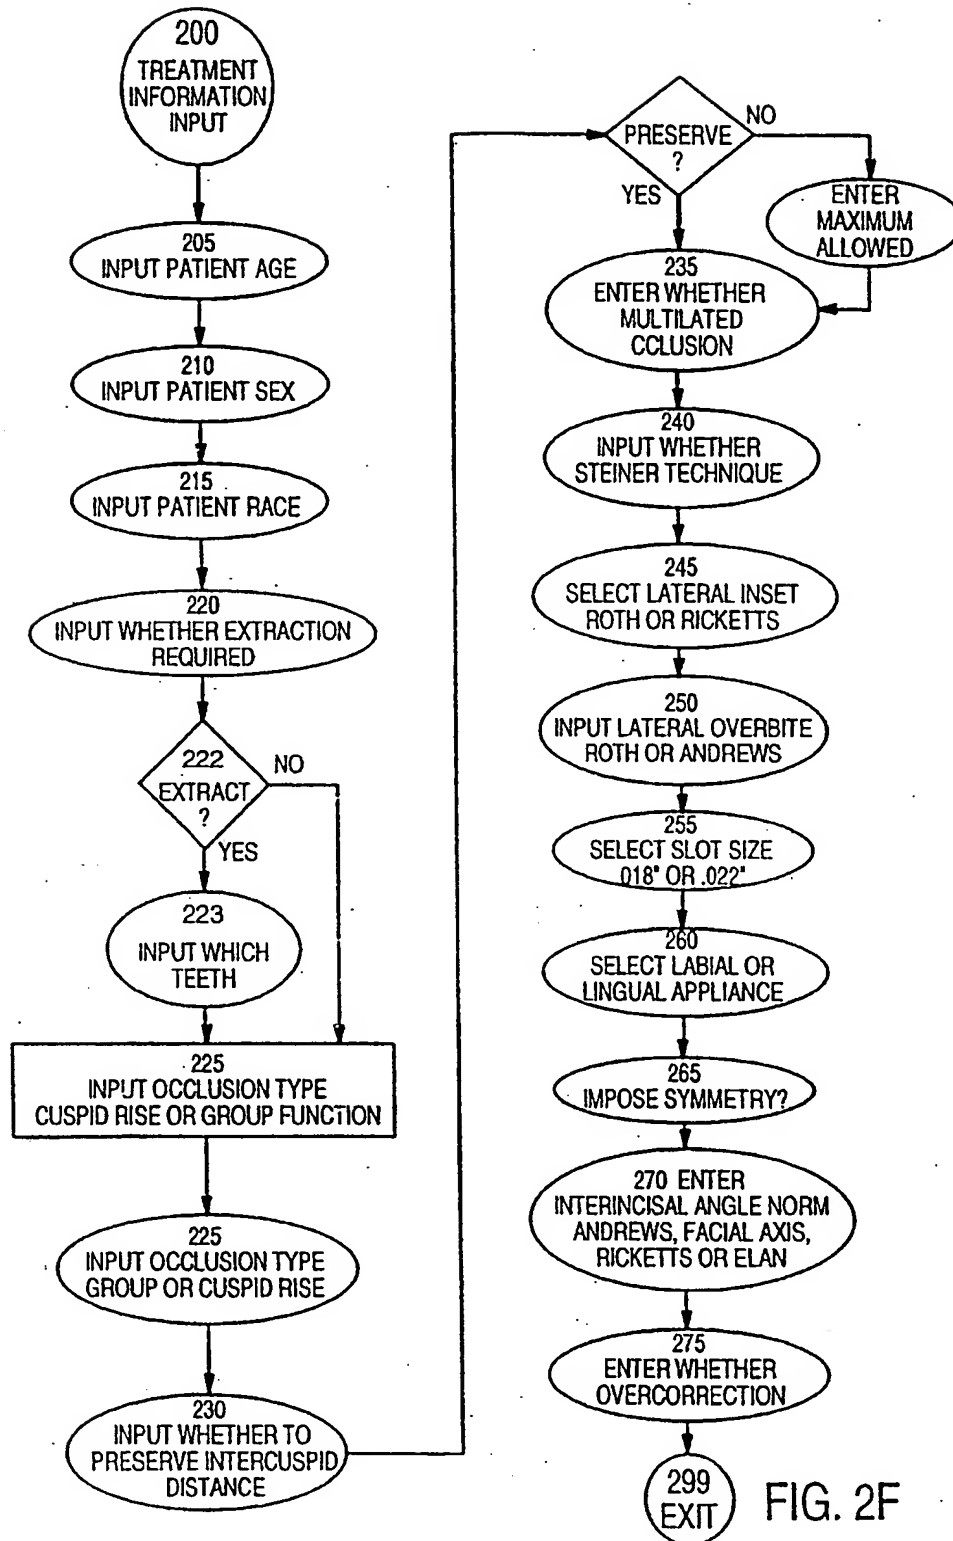 200
TREATMENT
INFORMATION
INPUT
205
INPUT PATIENT AGE
210
INPUT PATIENT SEX
215
INPUT PATIENT RACE
220
INPUT WHETHER EXTRACTION
REQUIRED
222
EXTRACT
?
NO
YES
223
INPUT WHICH
TEETH
225
INPUT OCCLUSION TYPE
CUSPID RISE OR GROUP FUNCTION
225
INPUT OCCLUSION TYPE
GROUP OR CUSPID RISE
230
INPUT WHETHER TO
PRESERVE INTERCUSPID
DISTANCE
PRESERVE
?
NO
YES
ENTER
MAXIMUM
ALLOWED
235
ENTER WHETHER
MULTILATED
CCLUSION
240
INPUT WHETHER
STEINER TECHNIQUE
245
SELECT LATERAL INSET
ROTH OR RICKETTS
250
INPUT LATERAL OVERBITE
ROTH OR ANDREWS
255
SELECT SLOT SIZE
.018" OR .022"
260
SELECT LABIAL OR
LINGUAL APPLIANCE
265
IMPOSE SYMMETRY?
270 ENTER
INTERINCISAL ANGLE NORM
ANDREWS, FACIAL AXIS,
RICKETTS OR ELAN
275
ENTER WHETHER
OVERCORRECTION
299
EXIT
FIG. 2F